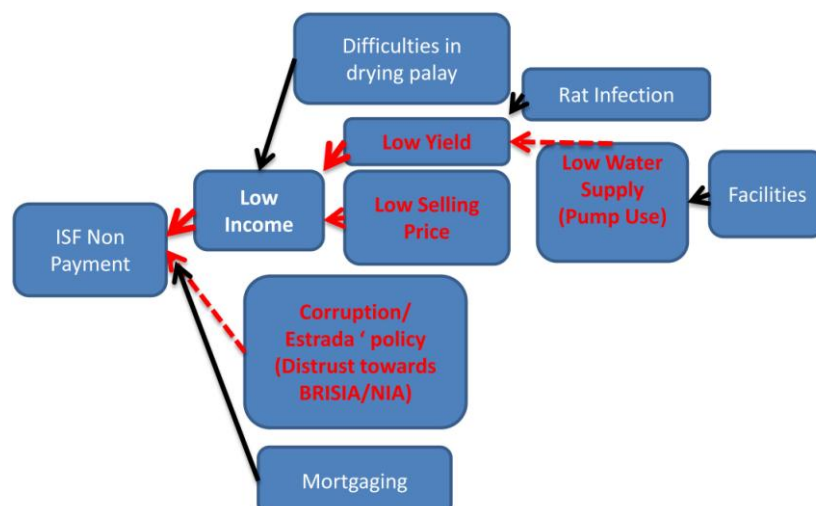 Difficulties in
drying palay
Rat Infection
Low Yield
Low Water
Supply
(Pump Use)
Facilities
Low
Income
Low Selling
Price
ISF Non
Payment
Corruption/
Estrada ‘ policy
(Distrust towards
BRISIA/NIA)
Mortgaging